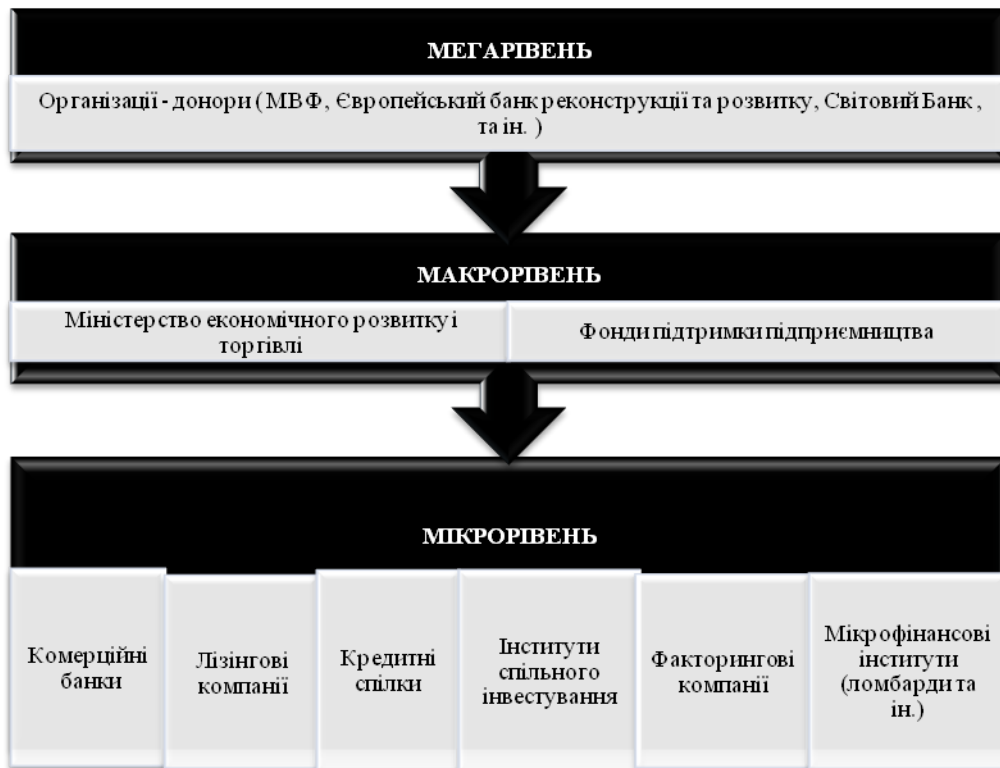 МЕГАРІВЕНЬ
Організації - донори ( МВФ, Європейський банк реконструкції та розвитку, Світовий Банк ,
та ін. )
МАКРОРІВЕНЬ
Міністерство економічного розвитку і
торгівлі
Фонди підтримки підприємництва
МІКРОРІВЕНЬ
Комерційні
банки
Лізингові
компанії
Кредитні
спілки
Інститути
спільного
інвестування
Факторингові
компанії
Мікрофінансові
інститути
(ломбарди та
ін.)